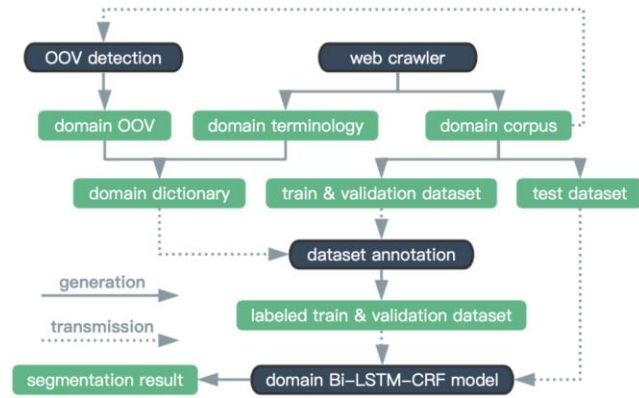 OOV detection
web crawler
domain OOV
domain terminology
domain corpus
domain dictionary
train & validation dataset
test dataset
dataset annotation
generation
labeled train & validation dataset
transmission
segmentation result
domain Bi-LSTM-CRF model